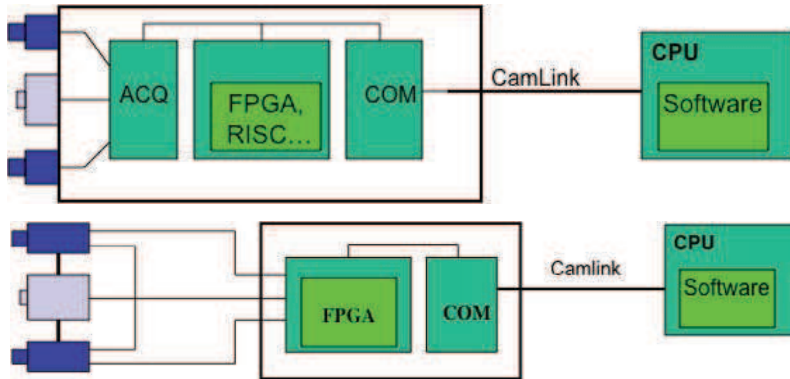 ACQ
FPGA,
RISC...
COM
CamLink
CPU
Software
FPGA
COM
Camlink
CPU
Software